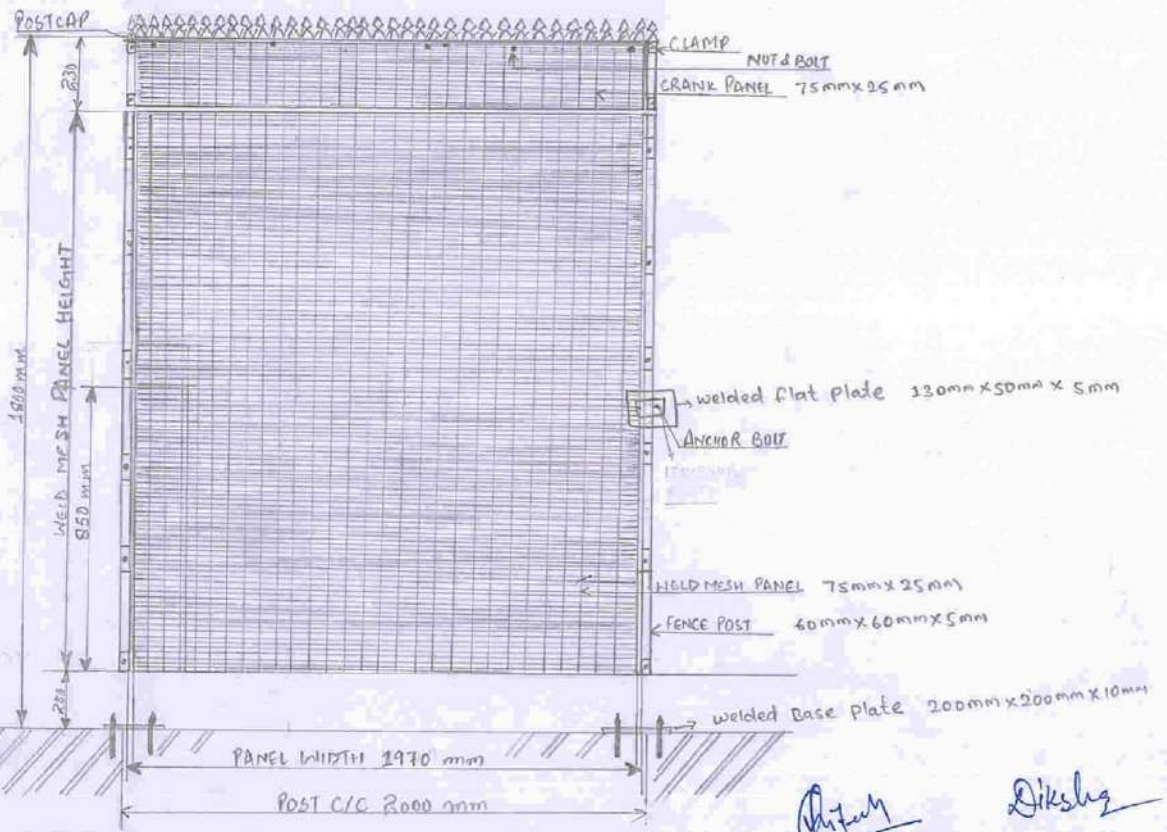 POST CAP
CLAMP
NUT & BOLT
CRANK PANEL 75mm x 25mm
230
WELD MESH PANEL HEIGHT
1800 mm
850 mm
welded flat plate 130mm x 50mm x 5mm
ANCHOR BOLT
WELD MESH PANEL 75mm x 25mm
FENCE POST 60mm x 60mm x 5mm
welded Base plate 200mm x 200mm x 10mm
PANEL WIDTH 1970 mm
POST C/C 2000 mm
Diksha